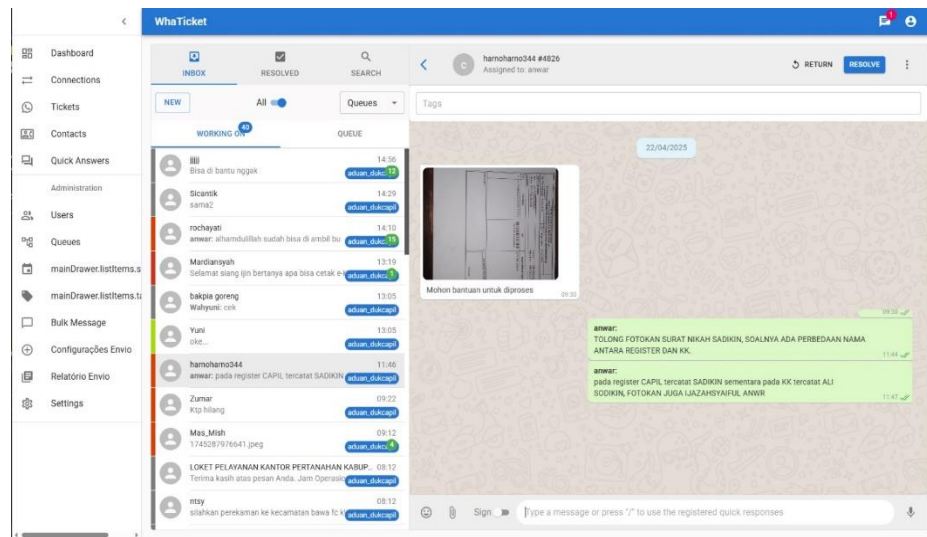 WhaTicket
Dashboard
Connections
Tickets
Contacts
Quick Answers
Administration
Users
Queues
mainDrawer.listItems.s
mainDrawer.listItems.ta
Bulk Message
Configurações Envio
Relatório Envio
Settings
INBOX
RESOLVED
SEARCH
NEW
All
Queues
WORKING ON
40
QUEUE
jjjjj 14:56
Bisa di bantu nggak aduan_dukc 12
Sicantik 14:29
sama2 aduan_dukcapil
rochayati 14:10
anwar: alhamdulillah sudah bisa di ambil bu aduan_dukc 15
Mardiansyah 13:19
Selamat siang ijin bertanya apa bisa cetak e- aduan_dukca 1
bakpia goreng 13:05
Wahyuni: cek aduan_dukcapil
Yuni 13:05
oke... aduan_dukcapil
harnoharno344 11:46
anwar: pada register CAPIL tercatat SADIKIN aduan_dukcapil
Zumar 09:22
Ktp hilang aduan_dukcapil
Mas_Mish 09:12
1745287976641.jpeg aduan_dukc 4
LOKET PELAYANAN KANTOR PERTANAHAN KABUP... 08:12
Terima kasih atas pesan Anda. Jam Operasio aduan_dukcapil
ntsy 08:12
silahkan perekaman ke kecamatan bawa fc k aduan_dukcapil
c
harnoharno344 #4826
Assigned to: anwar
RETURN
RESOLVE
Tags
22/04/2025
Mohon bantuan untuk diproses 09:30
09:30
anwar:
TOLONG FOTOKAN SURAT NIKAH SADIKIN, SOALNYA ADA PERBEDAAN NAMA
ANTARA REGISTER DAN KK. 11:44
anwar:
pada register CAPIL tercatat SADIKIN sementara pada KK tercatat ALI
SODIKIN, FOTOKAN JUGA IJAZAHSYAIFUL ANWR 11:47
Sign
Type a message or press "/" to use the registered quick responses